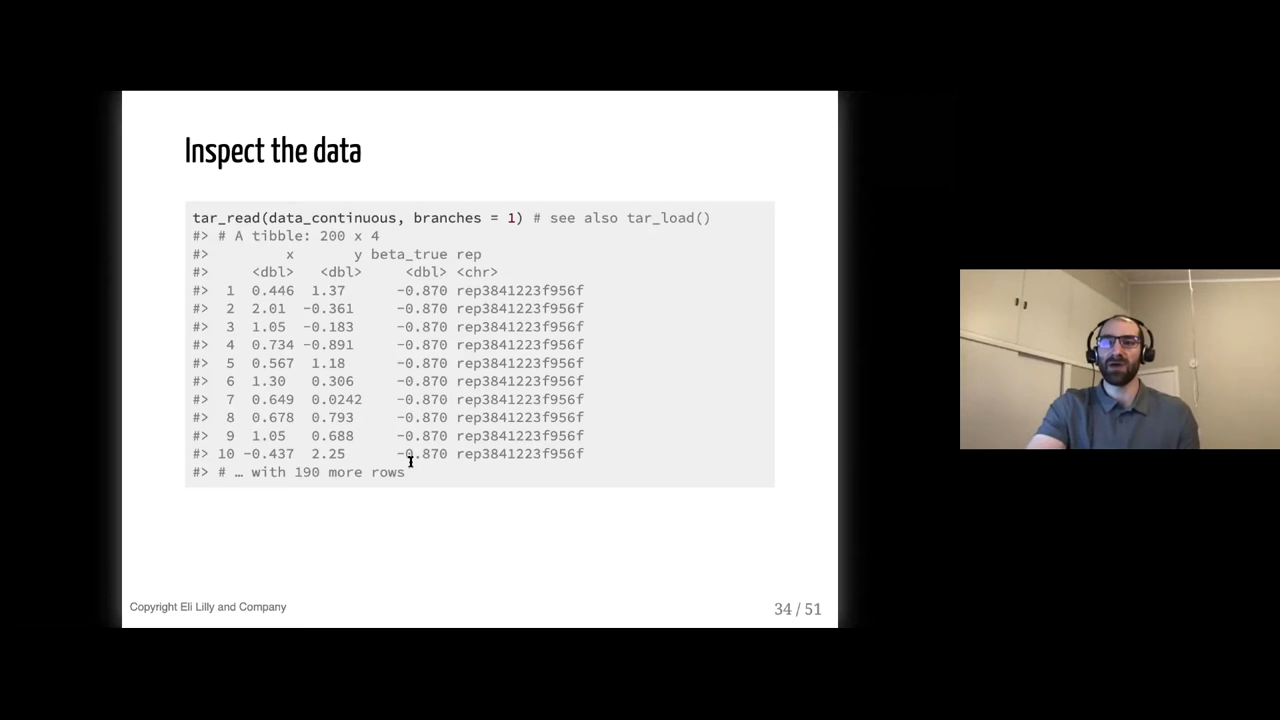 Inspect the data
tar_read(data_continuous, branches = 1) # see also tar_load()
#> # A tibble: 200 x 4
#>         x       y beta_true rep
#>     <dbl>   <dbl>     <dbl> <chr>
#>  1  0.446  1.37      -0.870 rep3841223f956f
#>  2  2.01  -0.361     -0.870 rep3841223f956f
#>  3  1.05  -0.183     -0.870 rep3841223f956f
#>  4  0.734 -0.891     -0.870 rep3841223f956f
#>  5  0.567  1.18      -0.870 rep3841223f956f
#>  6  1.30   0.306     -0.870 rep3841223f956f
#>  7  0.649  0.0242    -0.870 rep3841223f956f
#>  8  0.678  0.793     -0.870 rep3841223f956f
#>  9  1.05   0.688     -0.870 rep3841223f956f
#> 10 -0.437  2.25      -0.870 rep3841223f956f
#> # … with 190 more rows
Copyright Eli Lilly and Company
34 / 51